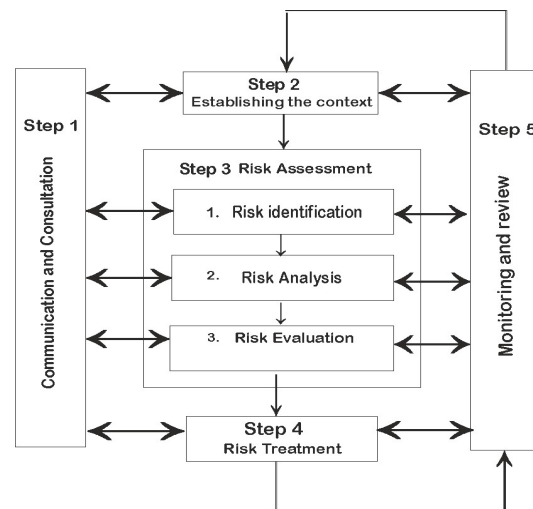 Step 1
Communication and Consultation
Step 2
Establishing the context
Step 3 Risk Assessment
1. Risk identification
2. Risk Analysis
3. Risk Evaluation
Step 4
Risk Treatment
Step 5
Monitoring and review